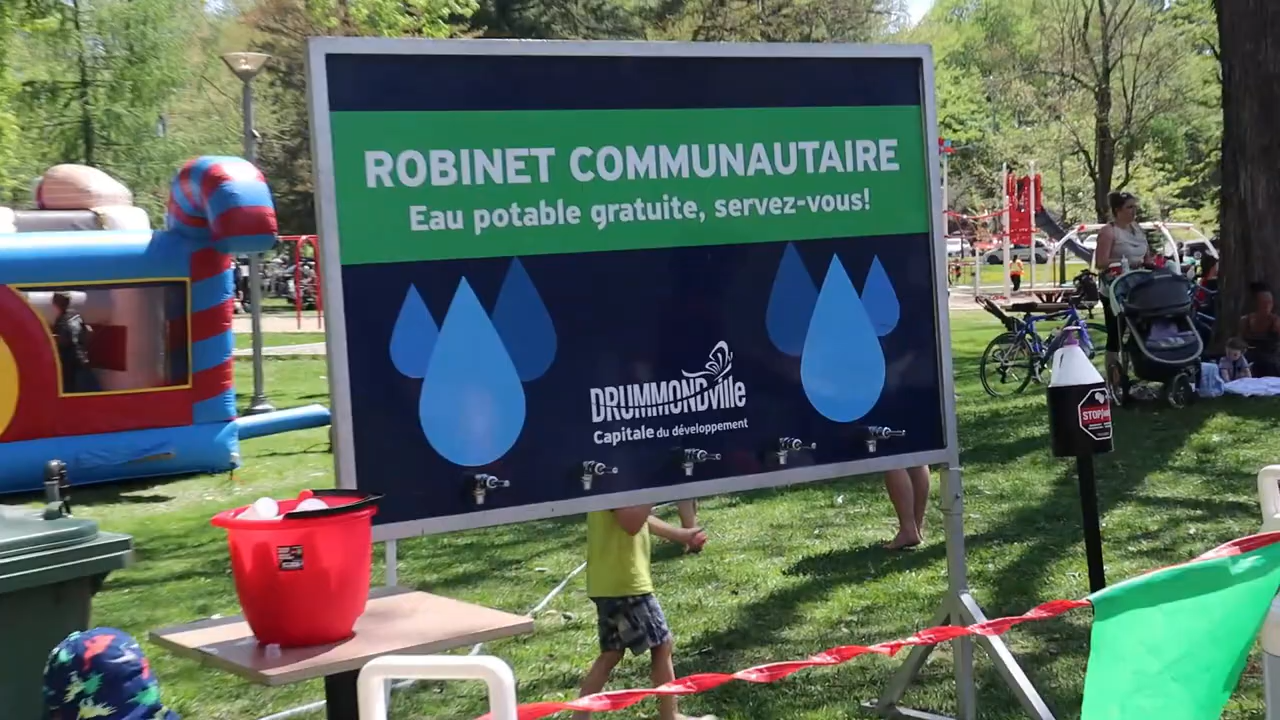 ROBINET COMMUNAUTAIRE
Eau potable gratuite, servez-vous!
DRUMMONDville
Capitale du développement
STOP